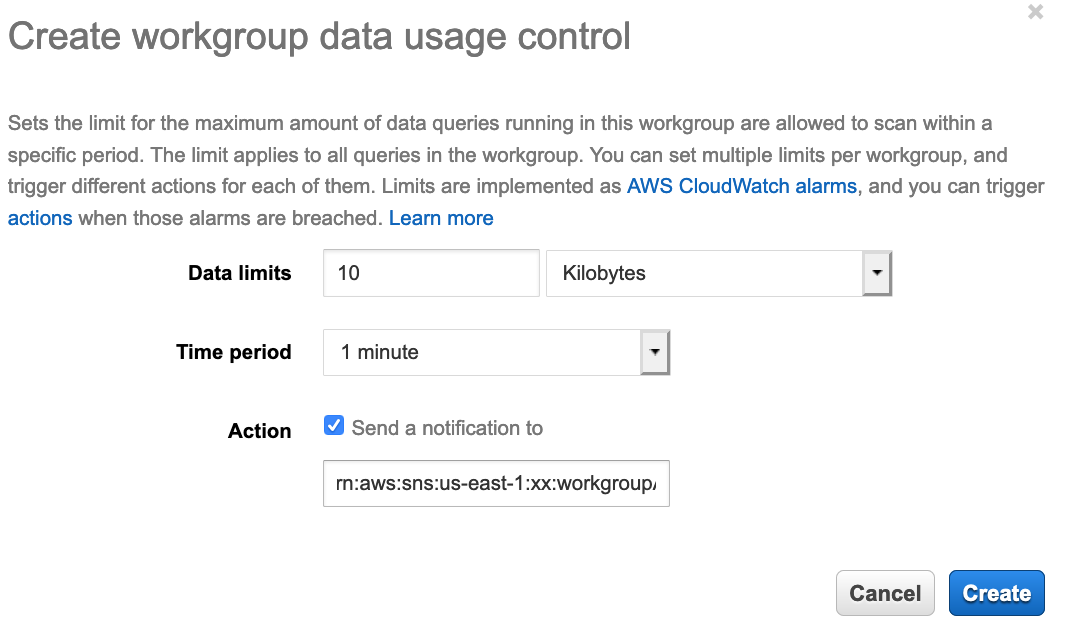 Create workgroup data usage control
Sets the limit for the maximum amount of data queries running in this workgroup are allowed to scan within a
specific period. The limit applies to all queries in the workgroup. You can set multiple limits per workgroup, and
trigger different actions for each of them. Limits are implemented as AWS CloudWatch alarms, and you can trigger
actions when those alarms are breached. Learn more
Data limits 10 Kilobytes
Time period 1 minute
Action Send a notification to
rn:aws:sns:us-east-1:xx:workgroup
Cancel Create